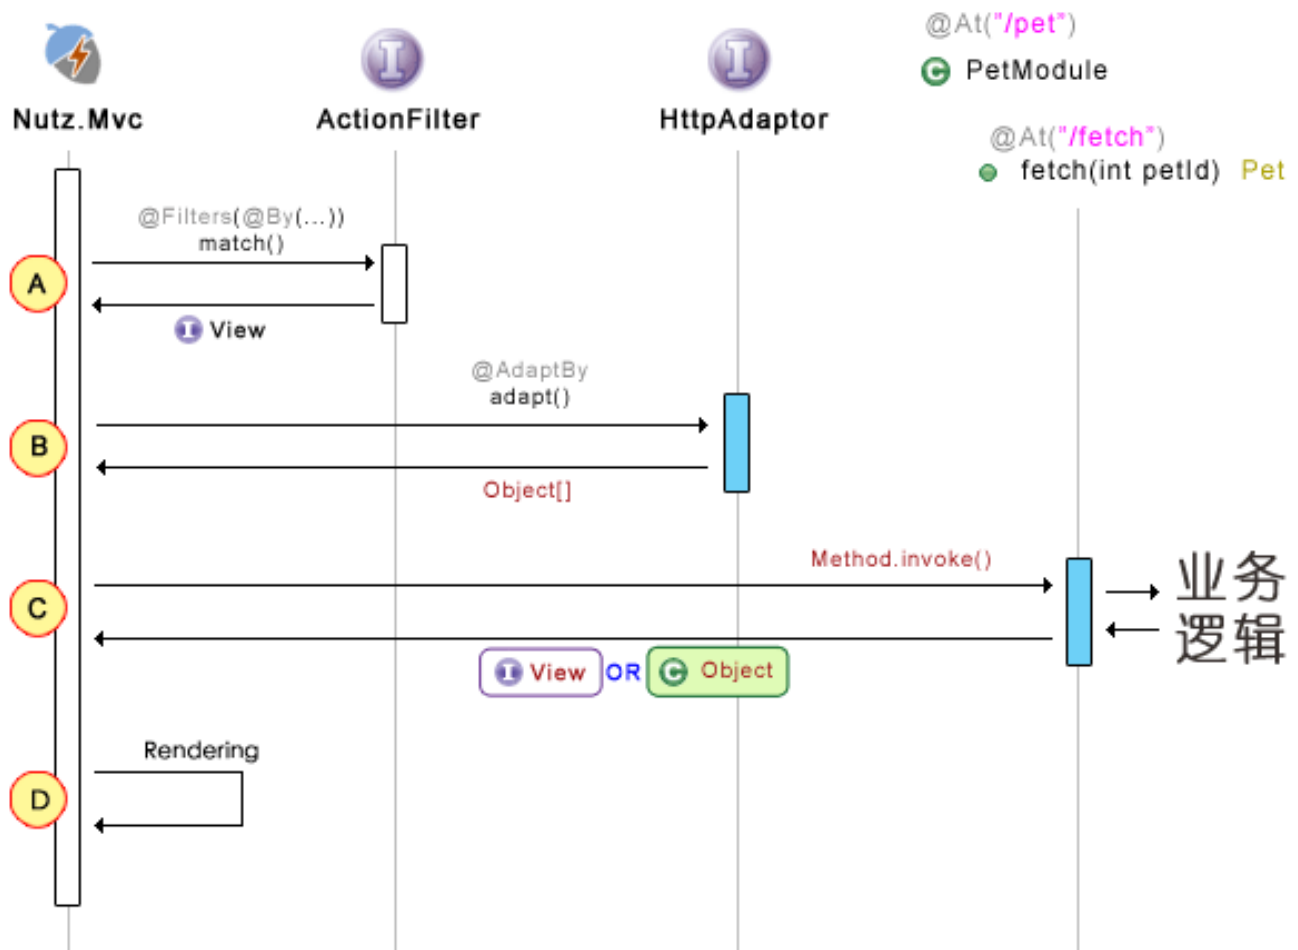 @At("/pet")
C PetModule
Nutz.Mvc
I
ActionFilter
I
HttpAdaptor
@At("/fetch")
fetch(int petId) Pet
@Filters(@By(...))
match()
A
I View
@AdaptBy
adapt()
B
Object[]
Method.invoke()
业务
逻辑
C
I View OR C Object
Rendering
D